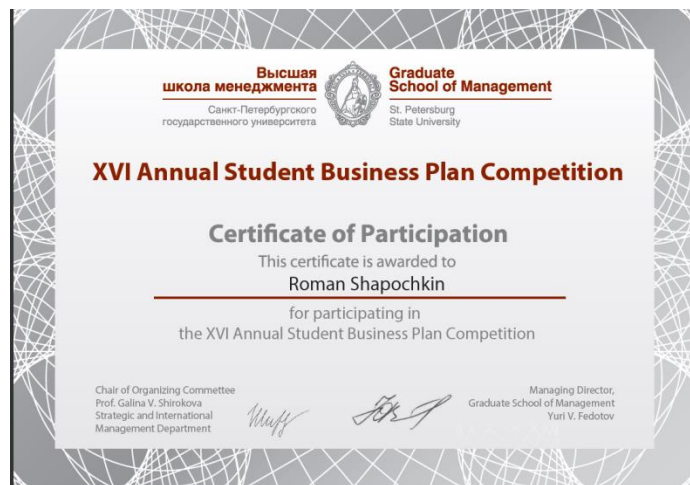 Высшая
школа менеджмента
Санкт-Петербургского
государственного университета
Graduate
School of Management
St. Petersburg
State University
XVI Annual Student Business Plan Competition
Certificate of Participation
This certificate is awarded to
Roman Shapochkin
for participating in
the XVI Annual Student Business Plan Competition
Chair of Organizing Commettee
Prof. Galina V. Shirokova
Strategic and International
Management Department
Managing Director,
Graduate School of Management
Yuri V. Fedotov